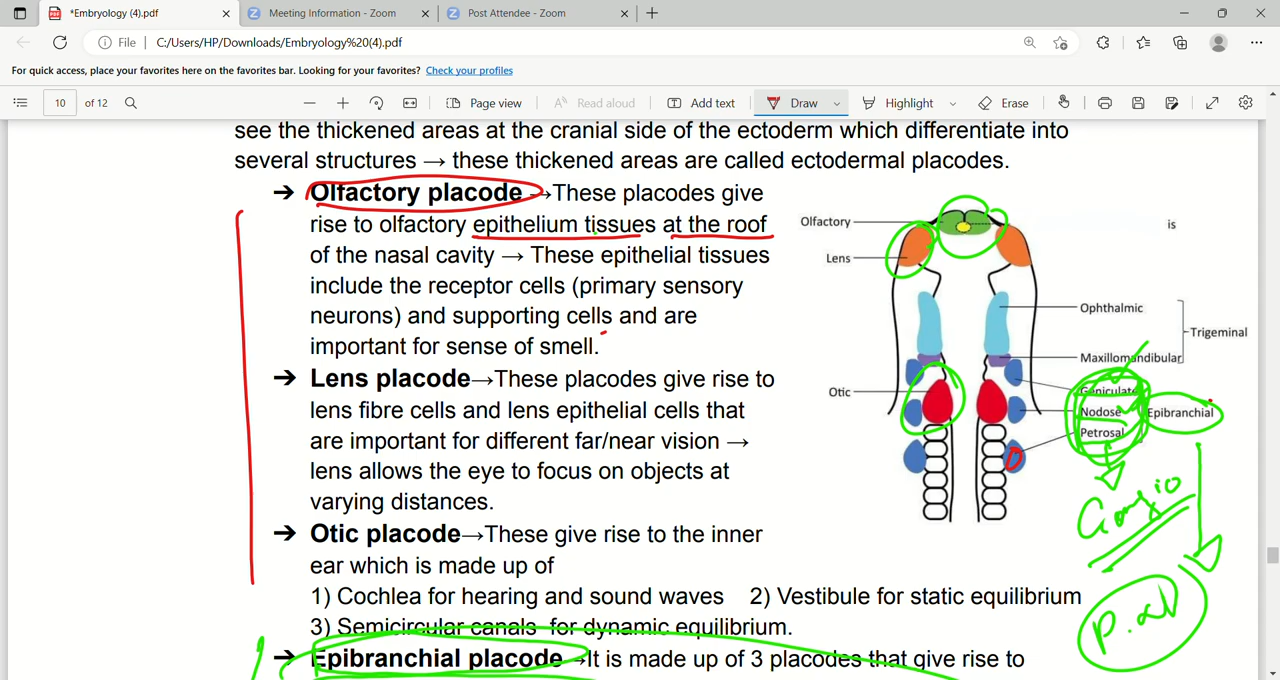 *Embryology (4).pdf
Meeting Information - Zoom
Post Attendee - Zoom
File
C:/Users/HP/Downloads/Embryology%20(4).pdf
For quick access, place your favorites here on the favorites bar. Looking for your favorites? Check your profiles
10 of 12
Page view
Read aloud
Add text
Draw
Highlight
Erase
see the thickened areas at the cranial side of the ectoderm which differentiate into
several structures → these thickened areas are called ectodermal placodes.
➔ Olfactory placode →These placodes give
rise to olfactory epithelium tissues at the roof
of the nasal cavity → These epithelial tissues
include the receptor cells (primary sensory
neurons) and supporting cells and are
important for sense of smell.
➔ Lens placode→These placodes give rise to
lens fibre cells and lens epithelial cells that
are important for different far/near vision →
lens allows the eye to focus on objects at
varying distances.
➔ Otic placode→These give rise to the inner
ear which is made up of
1) Cochlea for hearing and sound waves 2) Vestibule for static equilibrium
3) Semicircular canals for dynamic equilibrium.
➔ Epibranchial placode →It is made up of 3 placodes that give rise to
Olfactory
is
Lens
Ophthalmic
Trigeminal
Maxillomandibular
Otic
Geniculate
Nodose
Epibranchial
Petrosal